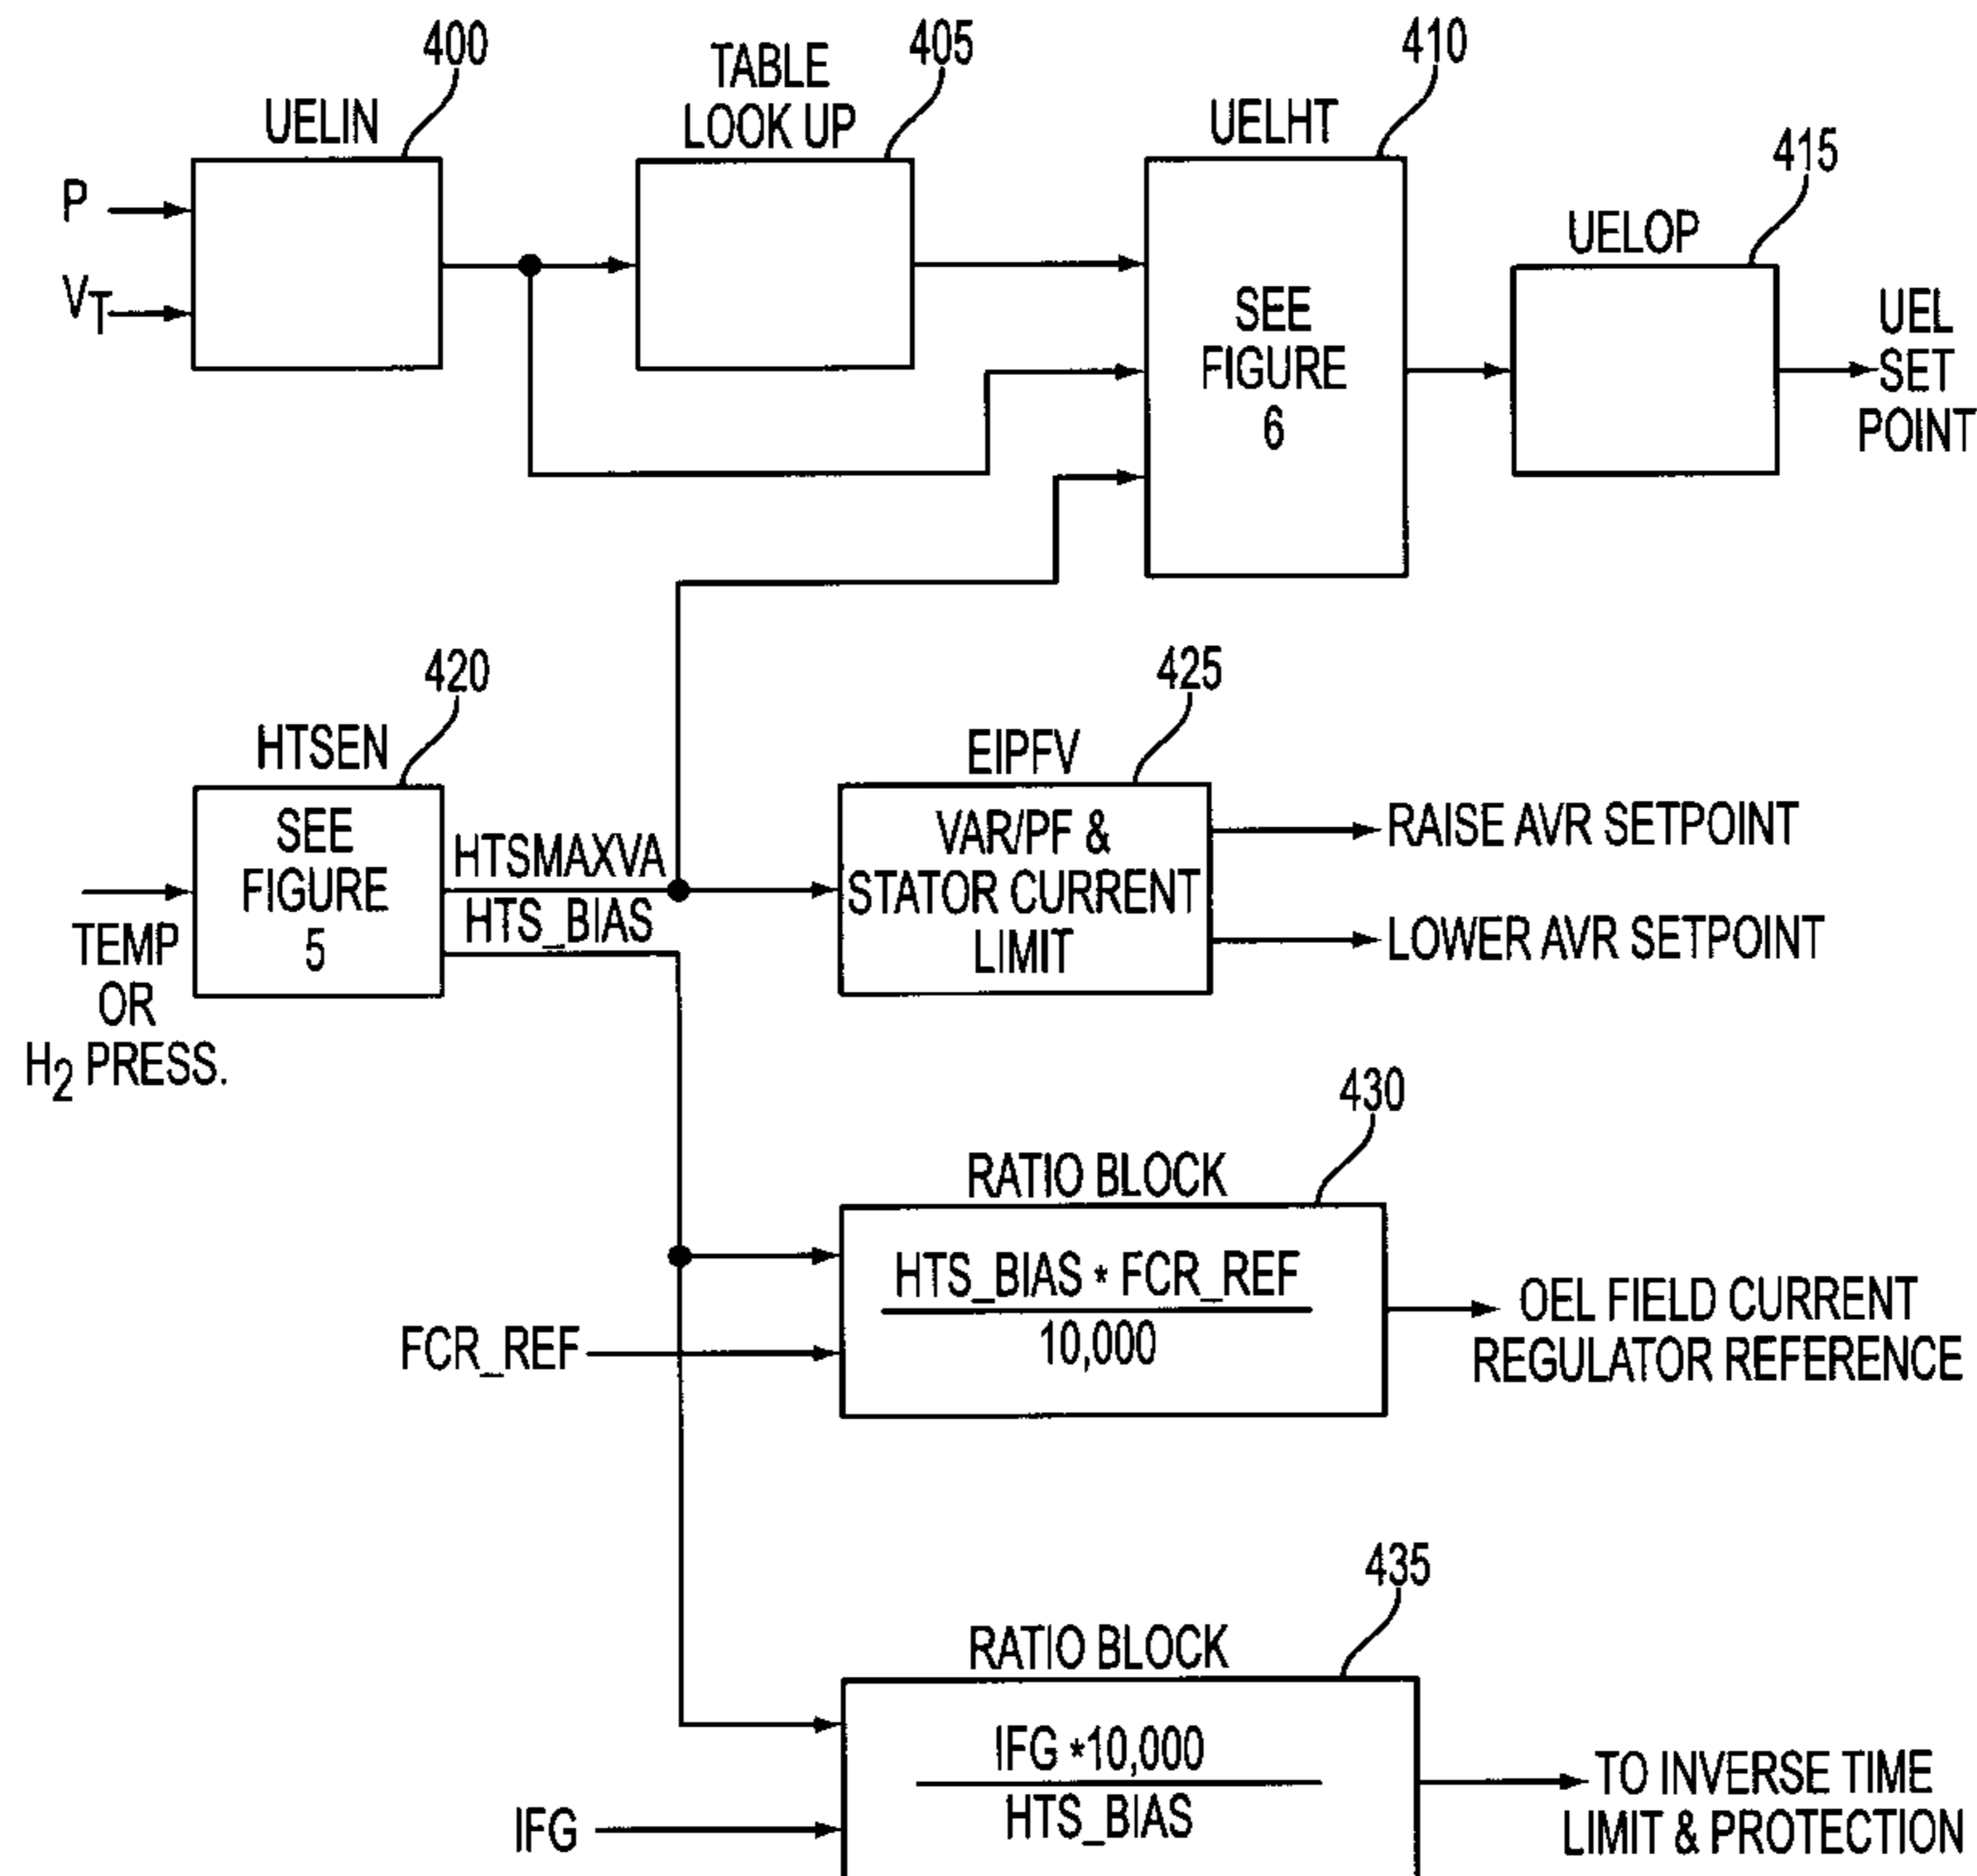 400
UELIN
P
VT
TABLE
LOOK UP
405
UELHT
410
SEE
FIGURE
6
415
UELOP
UEL
SET
POINT
420
HTSEN
SEE
FIGURE
5
TEMP
OR
H2 PRESS.
HTSMAXVA
HTS_BIAS
425
EIPFV
VAR/PF &
STATOR CURRENT
LIMIT
RAISE AVR SETPOINT
LOWER AVR SETPOINT
430
RATIO BLOCK
HTS_BIAS * FCR_REF
10,000
FCR_REF
OEL FIELD CURRENT
REGULATOR REFERENCE
435
RATIO BLOCK
IFG *10,000
HTS_BIAS
IFG
TO INVERSE TIME
LIMIT & PROTECTION